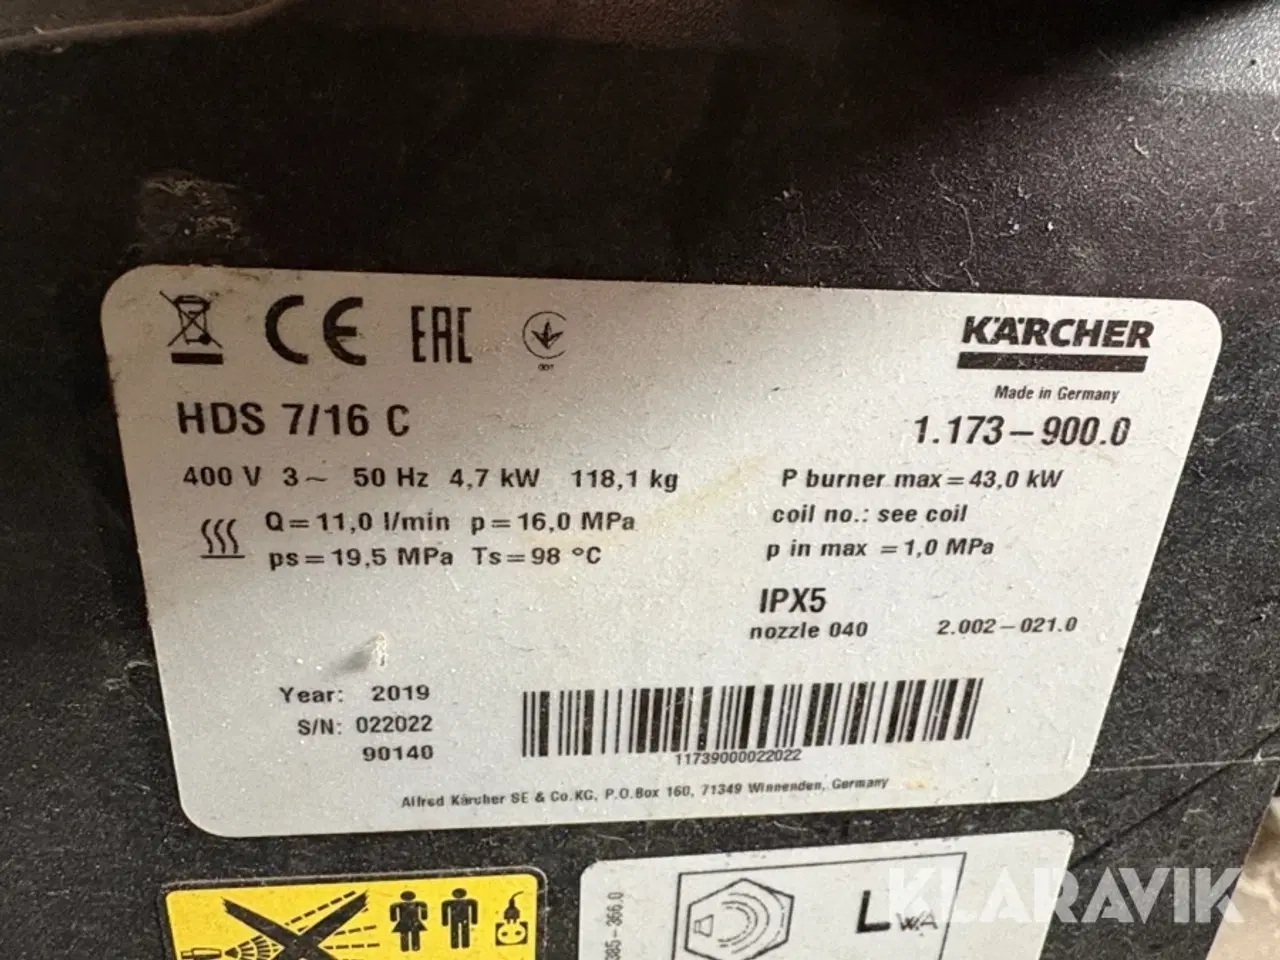 CE EAC
KÄRCHER
Made in Germany
HDS 7/16 C
1.173-900.0
400 V 3~ 50 Hz 4,7 kW 118,1 kg
P burner max=43,0 kW
Q=11,0 l/min p=16,0 MPa
coil no.: see coil
ps=19,5 MPa Ts=98 °C
p in max =1,0 MPa
IPX5
nozzle 040 2.002-021.0
Year: 2019
S/N: 022022
90140
11739000022022
Alfred Kärcher SE & Co.KG, P.O.Box 160, 71349 Winnenden, Germany
LWA
KLARAVIK